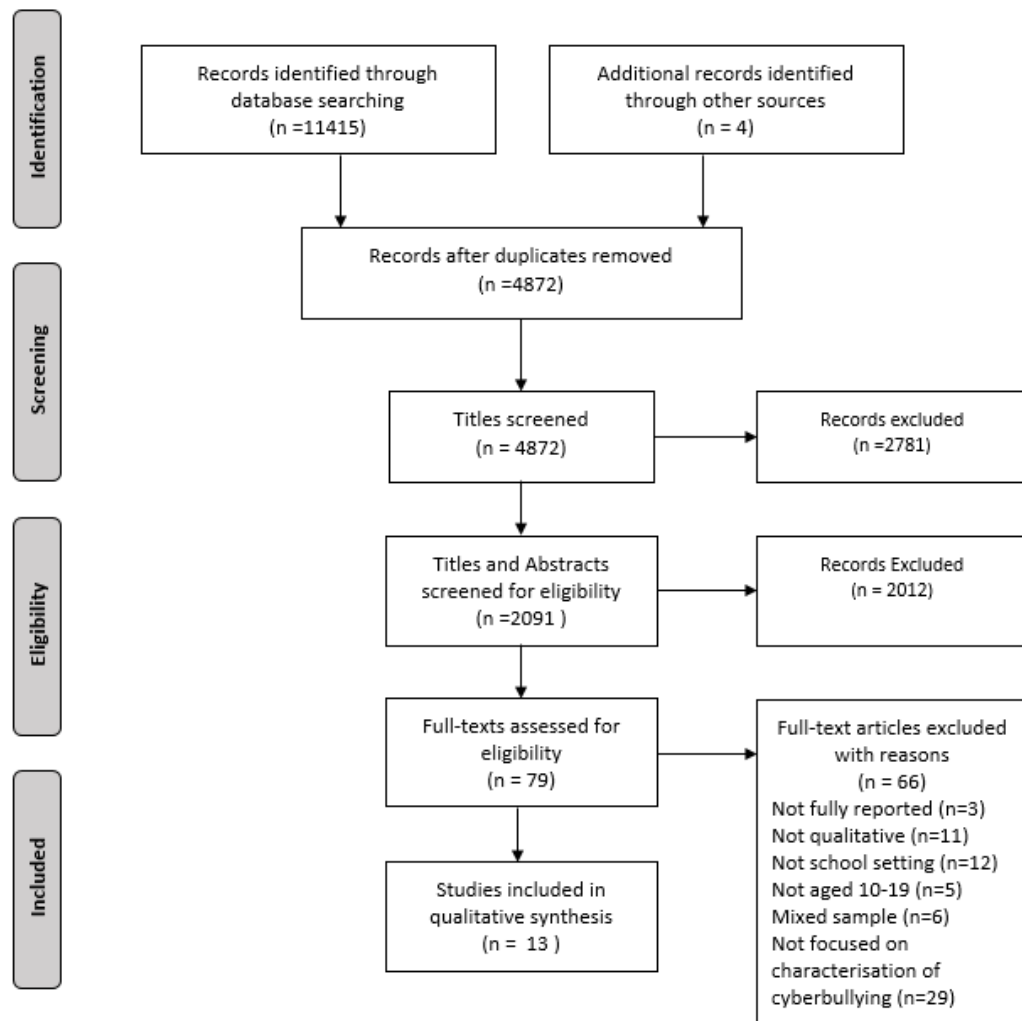 Identification
Records identified through
database searching
(n =11415)
Additional records identified
through other sources
(n = 4)
Records after duplicates removed
(n =4872)
Screening
Titles screened
(n = 4872)
Records excluded
(n =2781)
Eligibility
Titles and Abstracts
screened for eligibility
(n =2091 )
Records Excluded
(n = 2012)
Full-texts assessed for
eligibility
(n = 79)
Full-text articles excluded
with reasons
(n = 66)
Not fully reported (n=3)
Not qualitative (n=11)
Not school setting (n=12)
Not aged 10-19 (n=5)
Mixed sample (n=6)
Not focused on
characterisation of
cyberbullying (n=29)
Included
Studies included in
qualitative synthesis
(n = 13 )